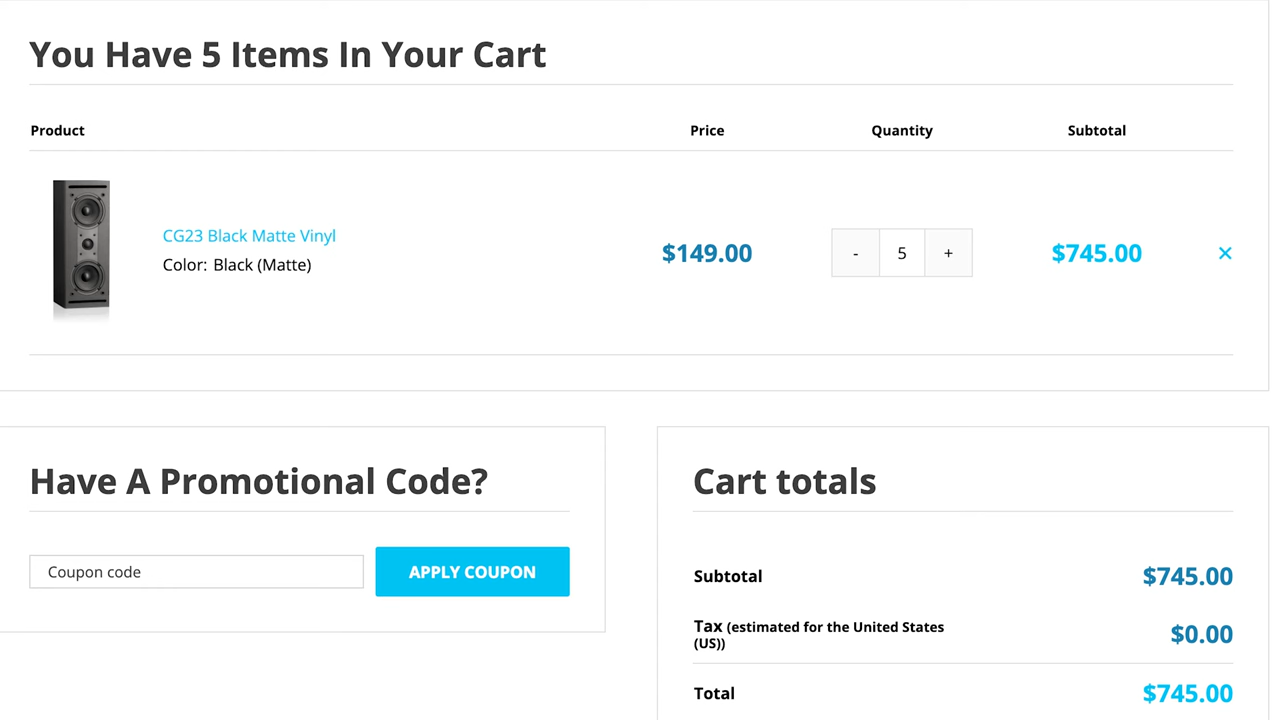 You Have 5 Items In Your Cart
Product Price Quantity Subtotal
CG23 Black Matte Vinyl
Color: Black (Matte)
$149.00 - 5 + $745.00 ×
Have A Promotional Code?
Coupon code APPLY COUPON
Cart totals
Subtotal $745.00
Tax (estimated for the United States
(US)) $0.00
Total $745.00